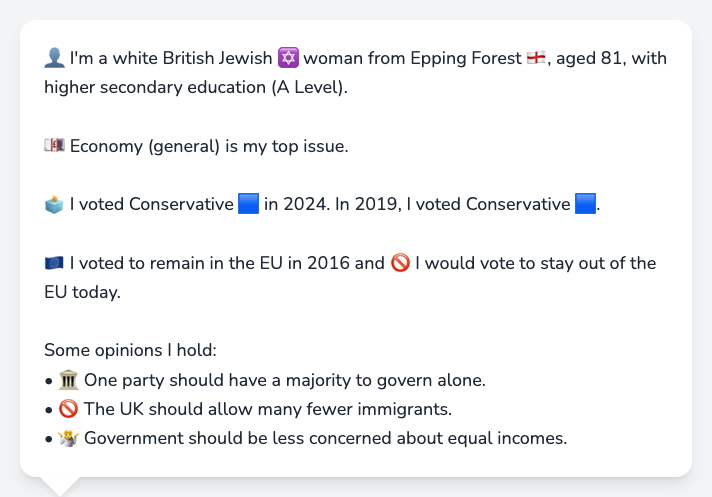 👤 I'm a white British Jewish 🔯 woman from Epping Forest 🏴󠁧󠁢󠁥󠁮󠁧󠁿, aged 81, with
higher secondary education (A Level).
💷 Economy (general) is my top issue.
🗳️ I voted Conservative 🟦 in 2024. In 2019, I voted Conservative 🟦.
🇪🇺 I voted to remain in the EU in 2016 and 🚫 I would vote to stay out of the
EU today.
Some opinions I hold:
• 🏛️ One party should have a majority to govern alone.
• 🚫 The UK should allow many fewer immigrants.
• 🤷 Government should be less concerned about equal incomes.